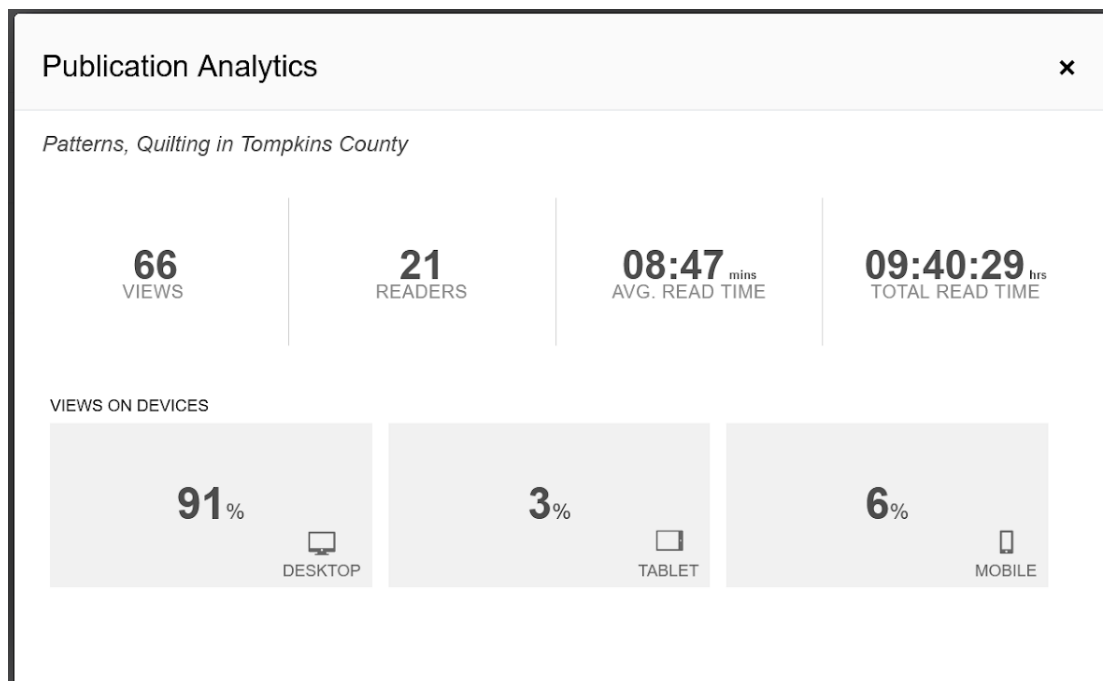 Publication Analytics ×
Patterns, Quilting in Tompkins County
66
VIEWS
21
READERS
08:47 mins
AVG. READ TIME
09:40:29 hrs
TOTAL READ TIME
VIEWS ON DEVICES
91%
DESKTOP
3%
TABLET
6%
MOBILE